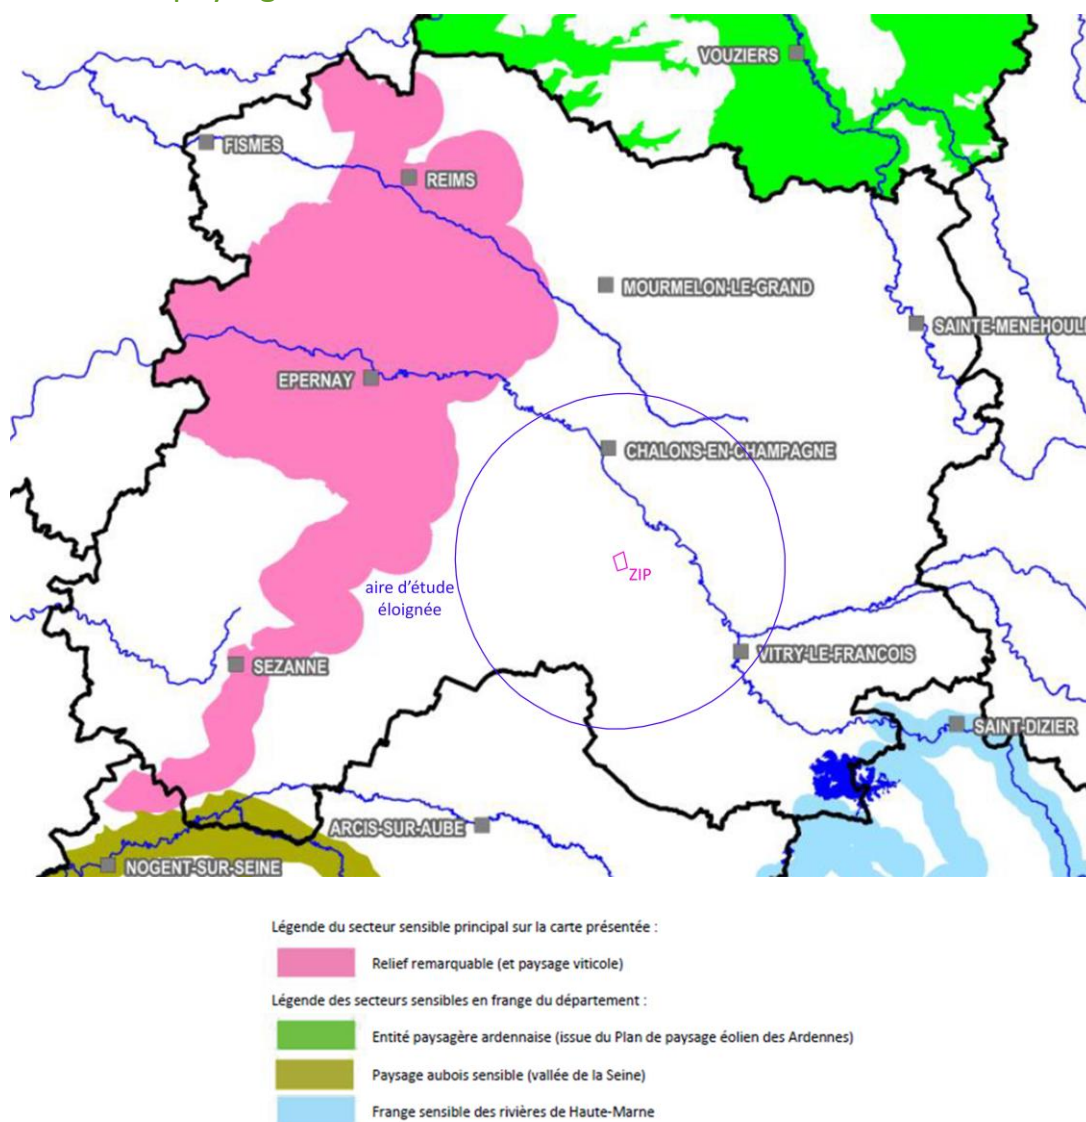 VOUZIERS
FISMES
REIMS
MOURMELON-LE-GRAND
SAINTE-MENEHOUL
EPERNAY
CHALONS-EN-CHAMPAGNE
aire d'étude
éloignée
ZIP
VITRY-LE-FRANCOIS
SEZANNE
SAINT-DIZIER
ARCIS-SUR-AUBE
NOGENT-SUR-SEINE
Légende du secteur sensible principal sur la carte présentée :
Relief remarquable (et paysage viticole)
Légende des secteurs sensibles en frange du département :
Entité paysagère ardennaise (issue du Plan de paysage éolien des Ardennes)
Paysage aubois sensible (vallée de la Seine)
Frange sensible des rivières de Haute-Marne